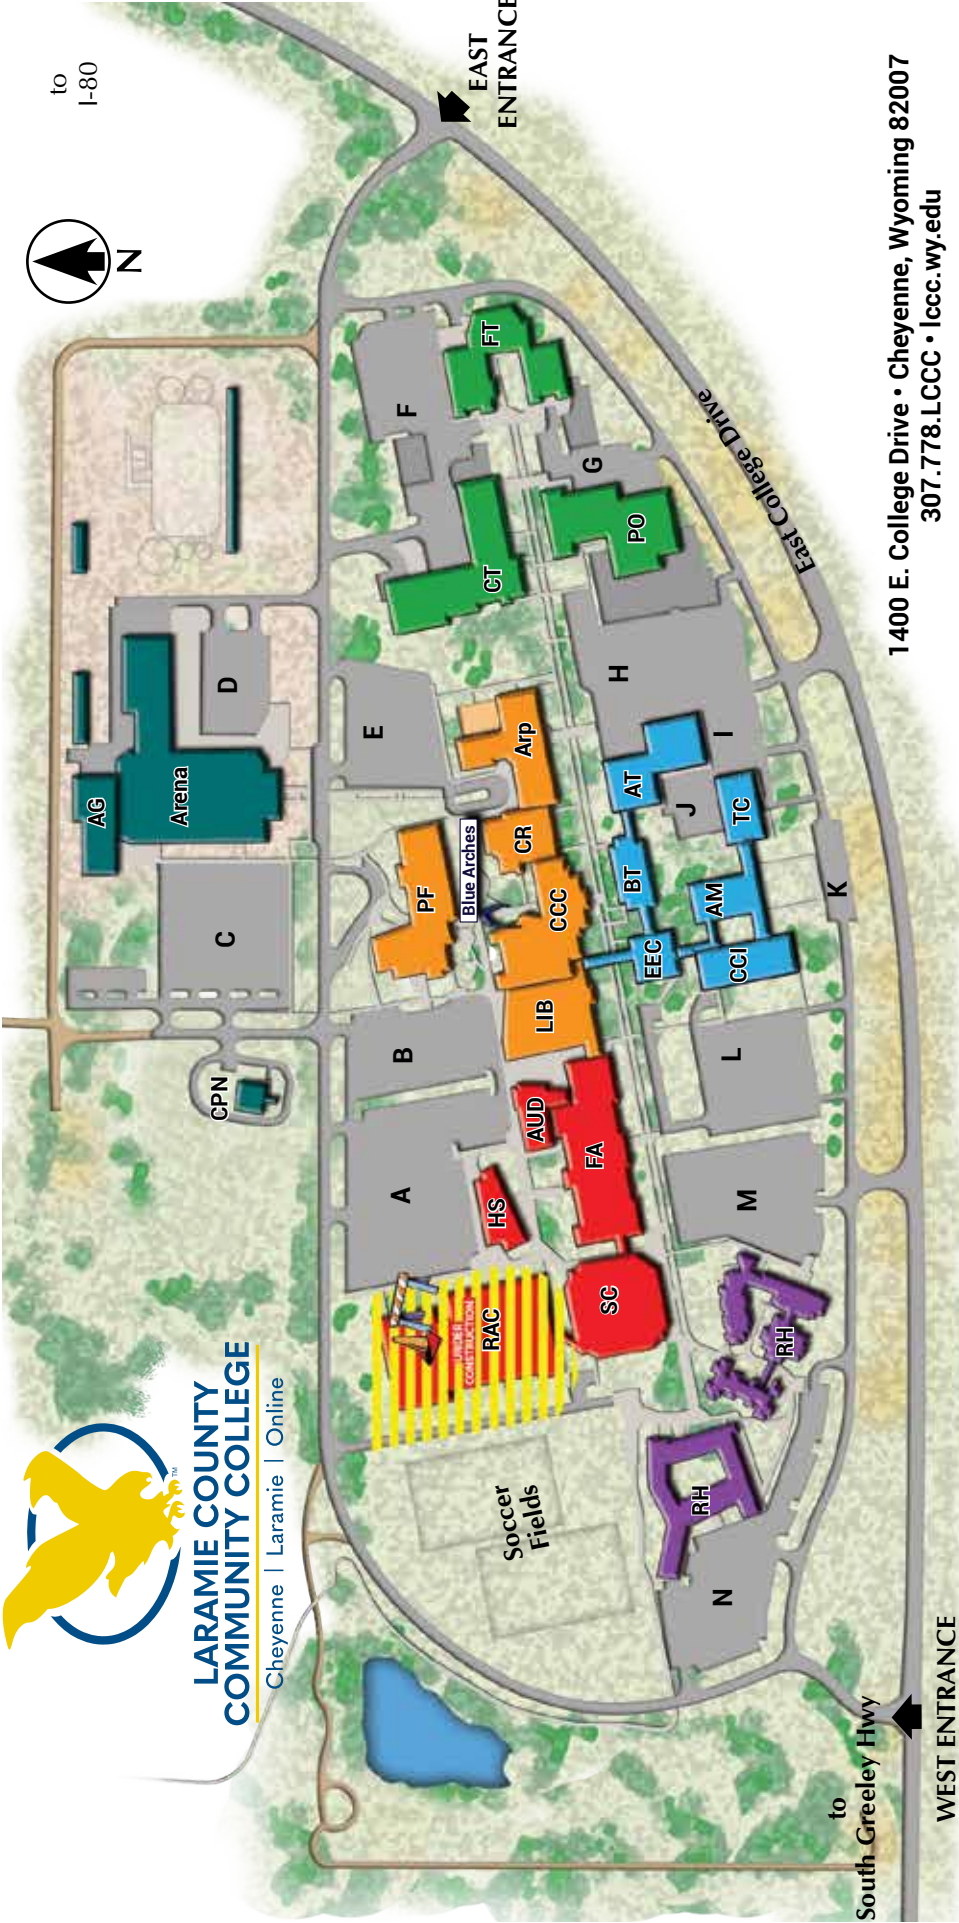 LARAMIE COUNTY
COMMUNITY COLLEGE
Cheyenne | Laramie | Online
TM
N
to
I-80
EAST
ENTRANCE
AG
Arena
D
C
CPN
E
F
FT
G
CT
PO
H
Arp
CR
PF
Blue Arches
CCC
LIB
B
A
AUD
HS
FA
SC
RAC
UNDER
CONSTRUCTION
Soccer
Fields
AT
I
J
TC
BT
AM
EEC
CCI
K
L
M
RH
RH
N
East College Drive
to
South Greeley Hwy
WEST ENTRANCE
1400 E. College Drive • Cheyenne, Wyoming 82007
307.778.LCCC • lccc.wy.edu